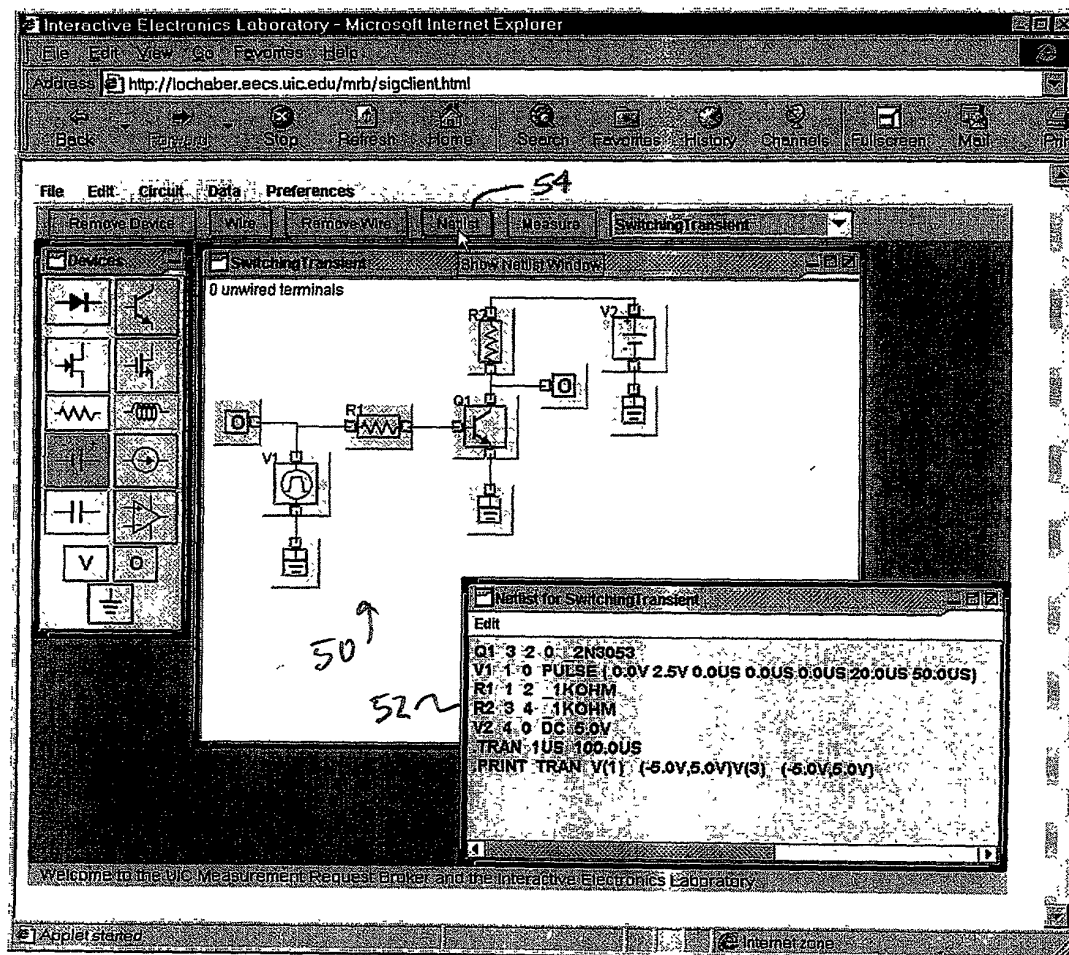 Interactive Electronics Laboratory - Microsoft Internet Explorer
File Edit View Go Favorites Help
Address http://lochaber.eecs.uic.edu/mrb/sigclient.html
Back Forward Stop Refresh Home Search Favorites History Channels Fullscreen Mail Print
File Edit Circuit Data Preferences
54
Remove Device Wire Remove Wire Netlist Measure SwitchingTransient
Devices
SwitchingTransient
Show Netlist Window
0 unwired terminals
R2
V2
O
Q1
R1
O
V1
V O
50
52
Netlist for SwitchingTransient
Edit
Q1 3 2 0 _2N3053
V1 1 0 PULSE ( 0.0V 2.5V 0.0US 0.0US 0.0US 20.0US 50.0US)
R1 1 2 _1KOHM
R2 3 4 _1KOHM
V2 4 0 DC 5.0V
.TRAN 1US 100.0US
.PRINT TRAN V(1) (-5.0V,5.0V)V(3) (-5.0V,5.0V)
Welcome to the UIC Measurement Request Broker and the Interactive Electronics Laboratory
Applet started
Internet zone